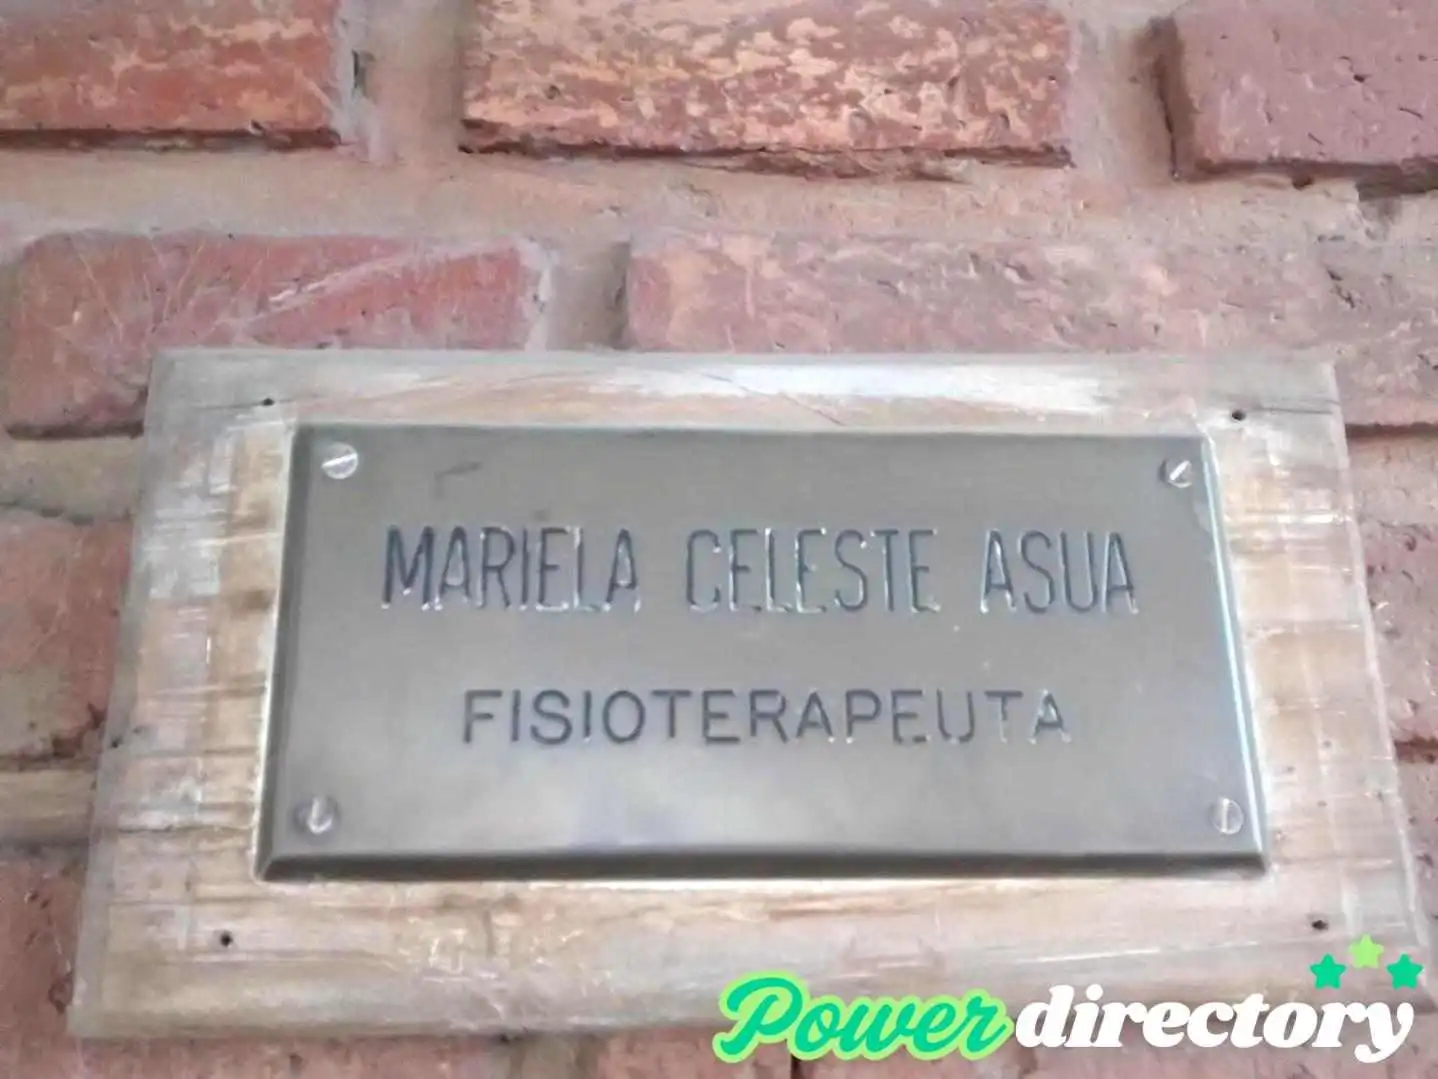 MARIELA CELESTE ASUA
FISIOTERAPEUTA
Power directory